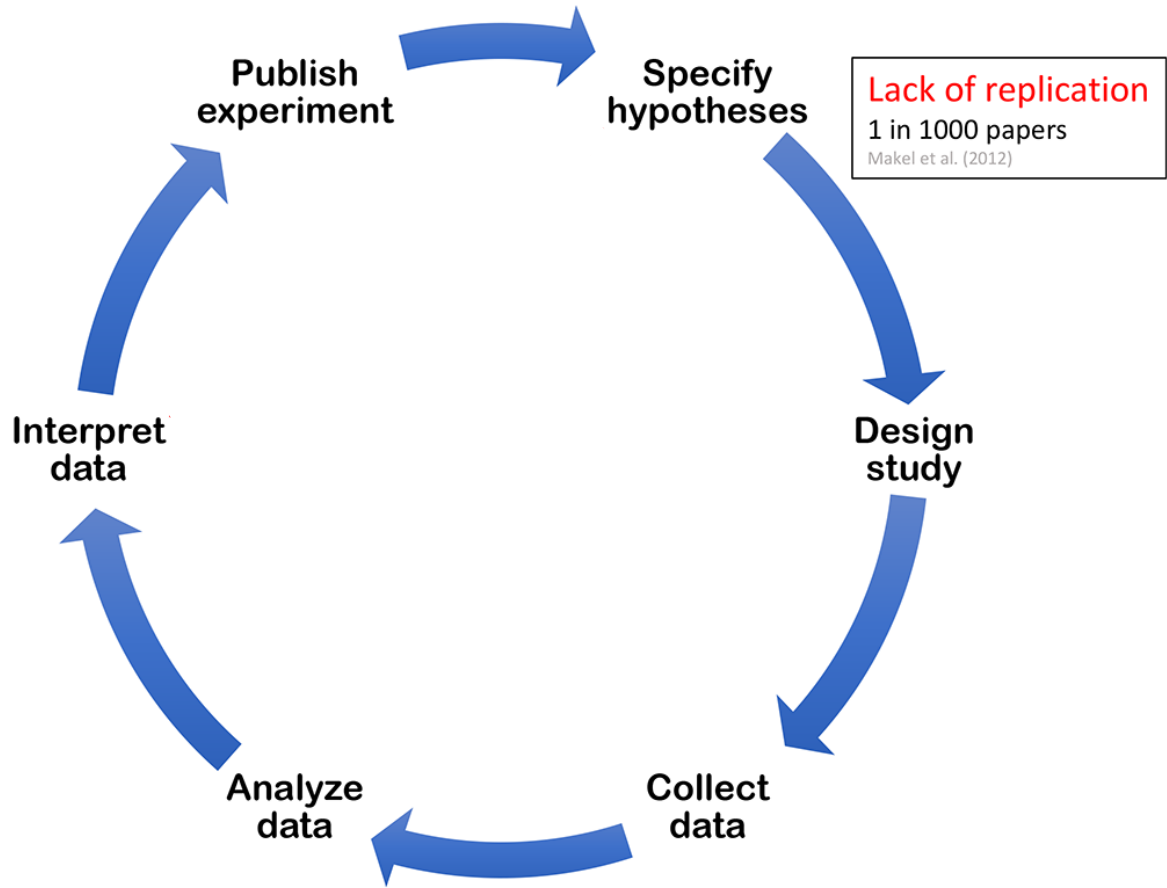 Publish
experiment
Specify
hypotheses
Lack of replication
1 in 1000 papers
Makel et al. (2012)
Design
study
Collect
data
Analyze
data
Interpret
data